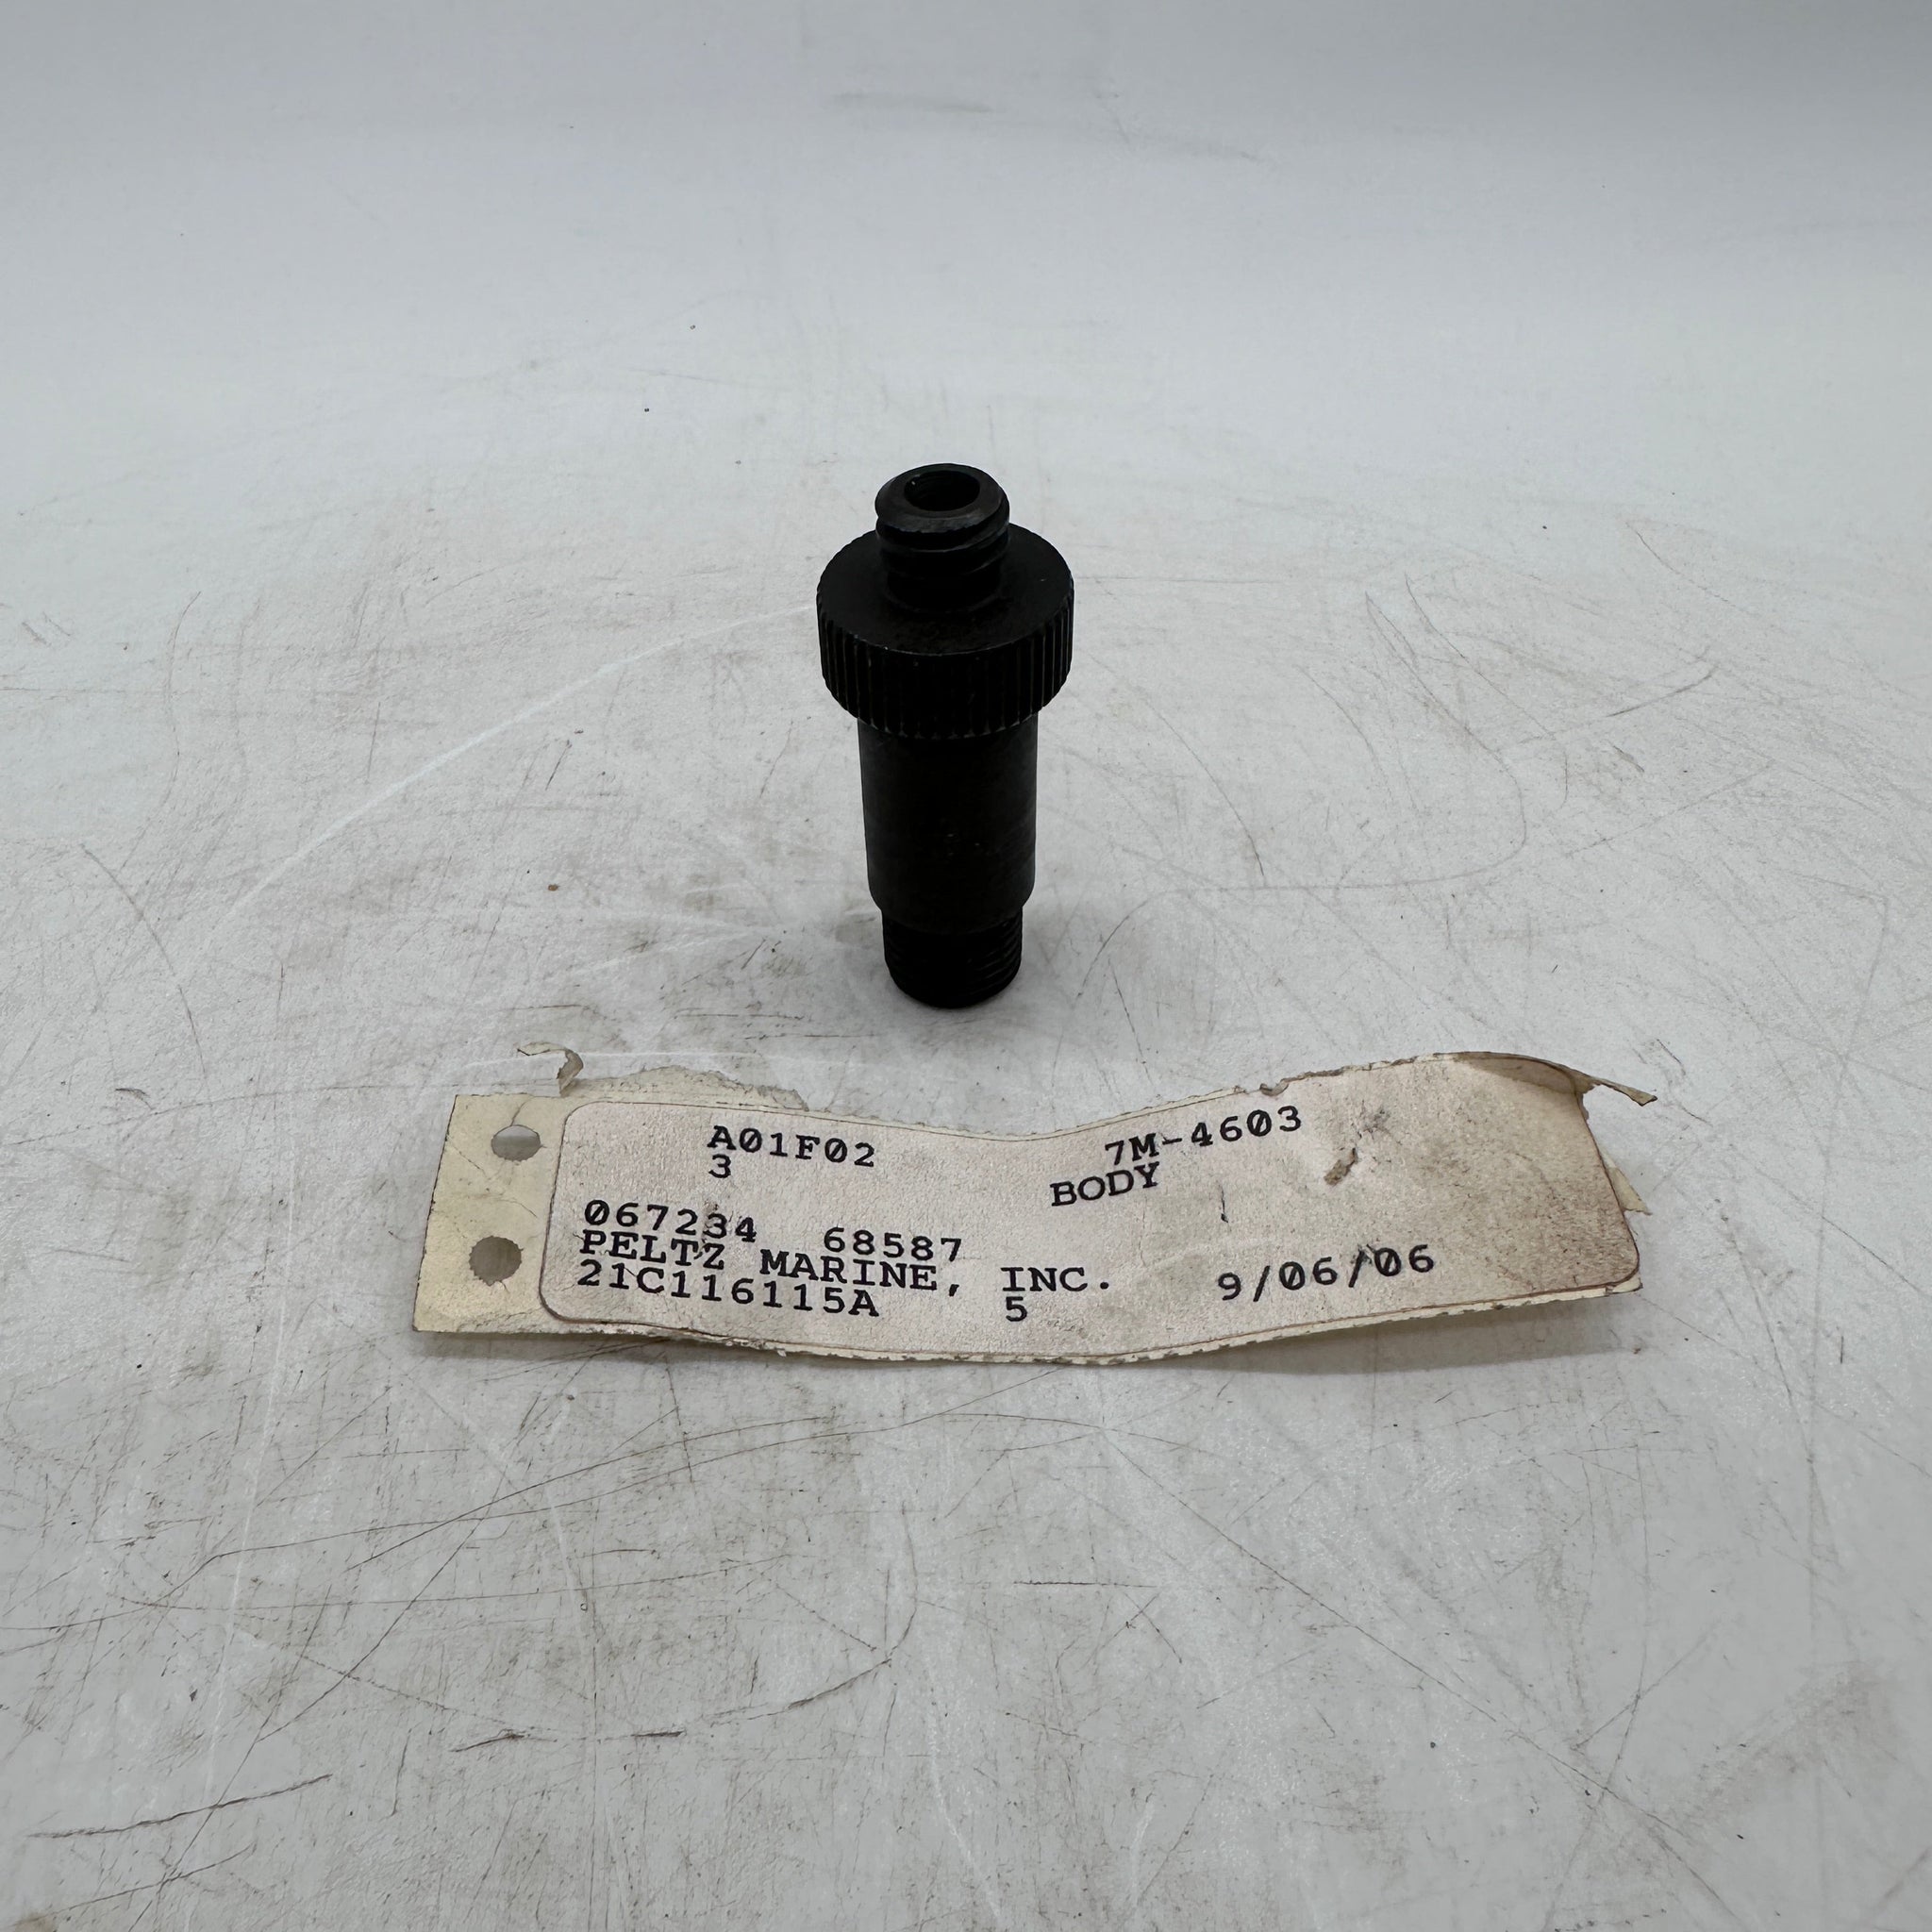 A01F02 7M-4603
3 BODY
067234 68587
PELTZ MARINE, INC. 9/06/06
21C116115A 5